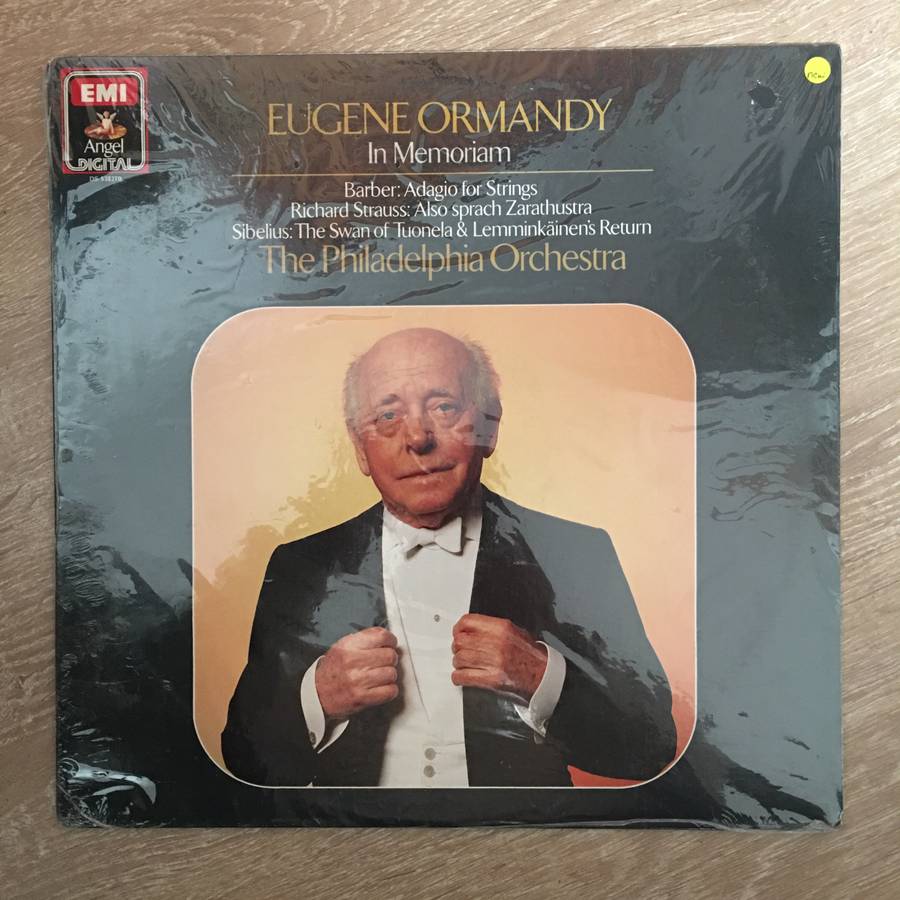 EMI
Angel
DIGITAL
EUGENE ORMANDY
In Memoriam
Barber: Adagio for Strings
Richard Strauss: Also sprach Zarathustra
Sibelius: The Swan of Tuonela & Lemminkäinen's Return
The Philadelphia Orchestra